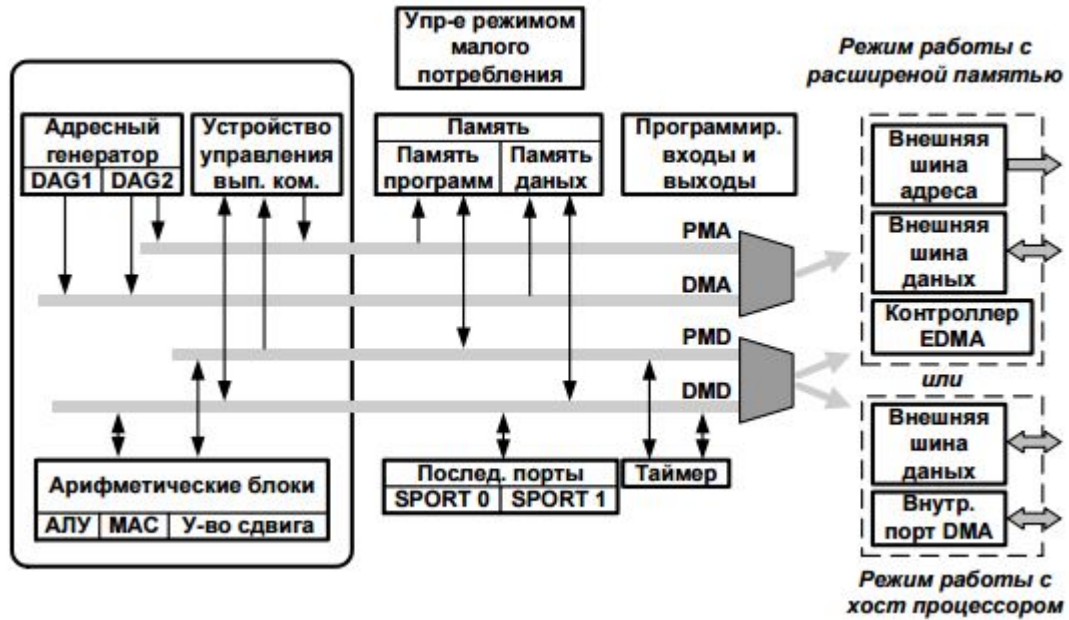 Упр-е режимом
малого
потребления
Режим работы с
расширеной памятью
Адресный
генератор
DAG1 DAG2
Устройство
управления
вып. ком.
Память
Память
программ
Память
даных
Программир.
входы и
выходы
Внешняя
шина
адреса
Внешняя
шина
даных
Контроллер
EDMA
PMA
DMA
PMD
DMD
или
Внешняя
шина
даных
Внутр.
порт DMA
Арифметические блоки
АЛУ МАС У-во сдвига
Послед. порты
SPORT 0 SPORT 1
Таймер
Режим работы с
хост процессором